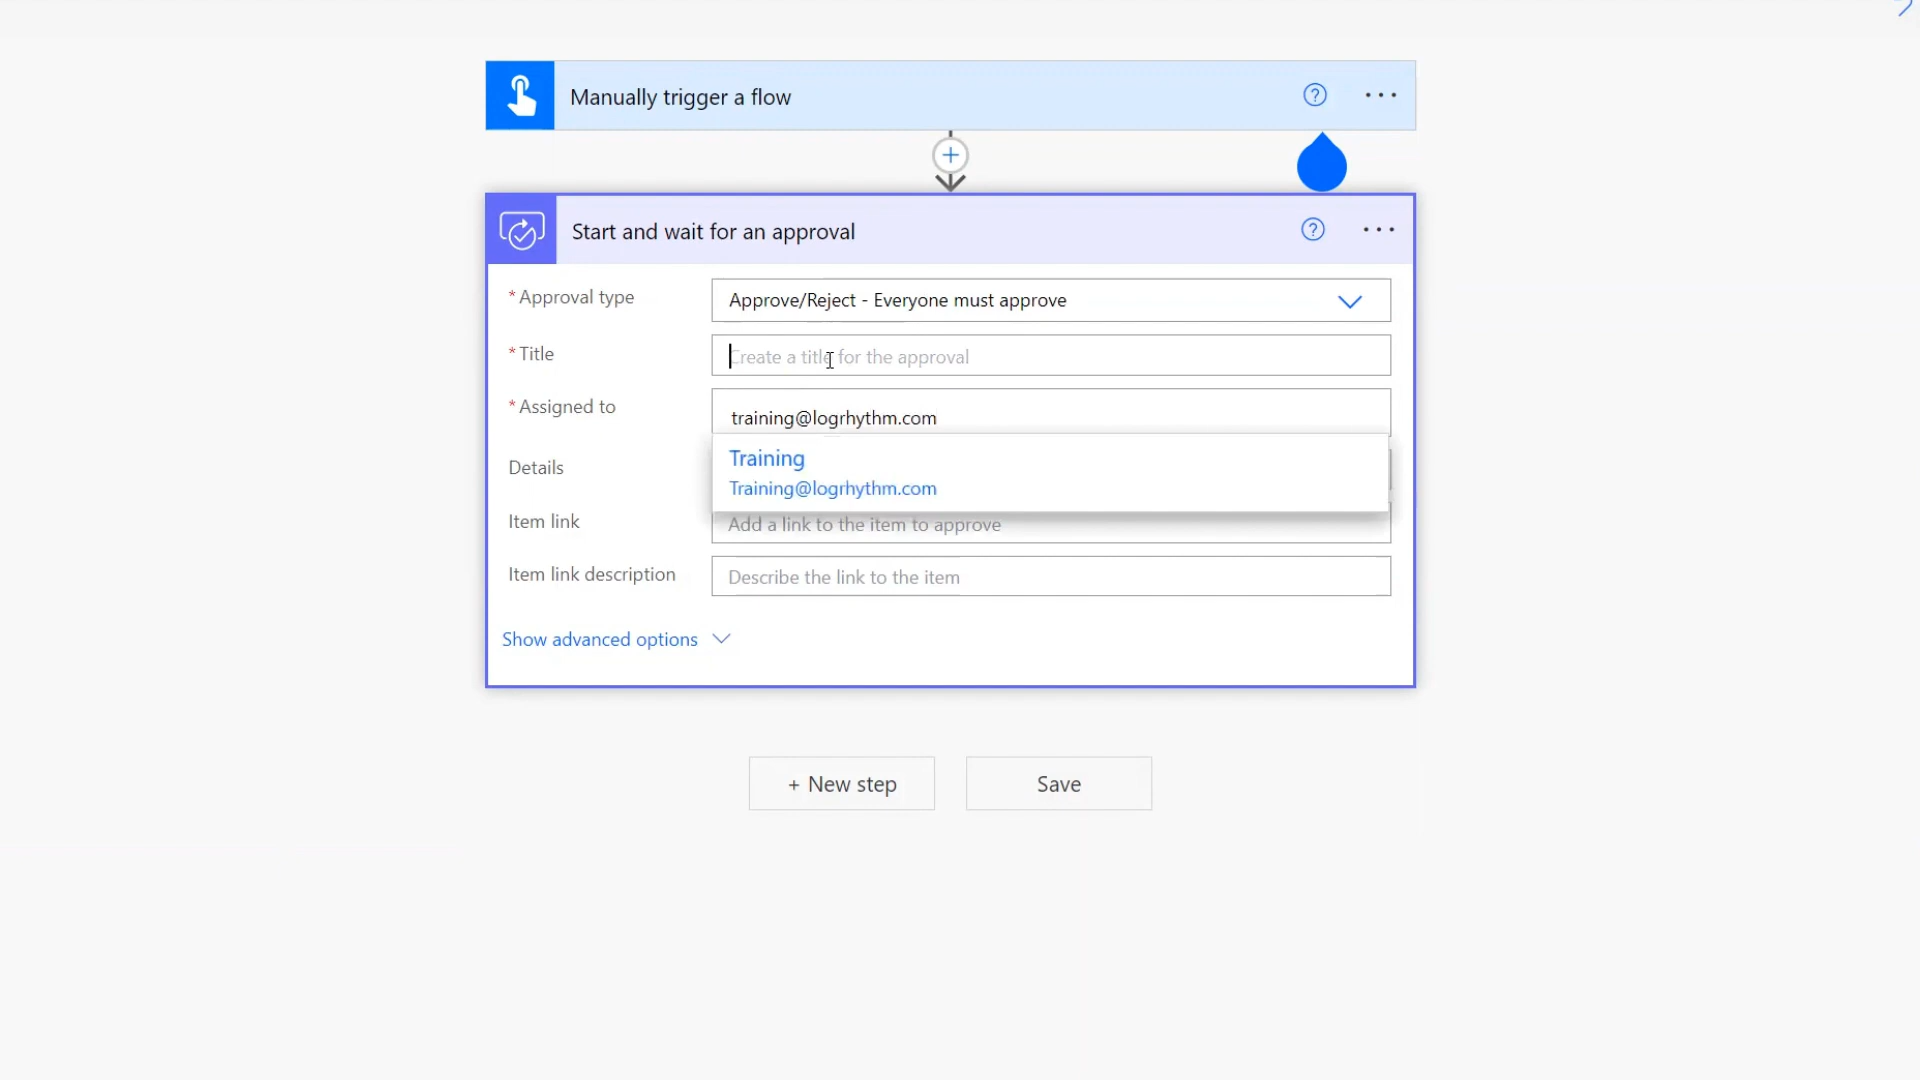 Manually trigger a flow
?
...
+
Start and wait for an approval
?
...
* Approval type
Approve/Reject - Everyone must approve
* Title
Create a title for the approval
* Assigned to
training@logrhythm.com
Training
Training@logrhythm.com
Details
Item link
Add a link to the item to approve
Item link description
Describe the link to the item
Show advanced options
+ New step
Save